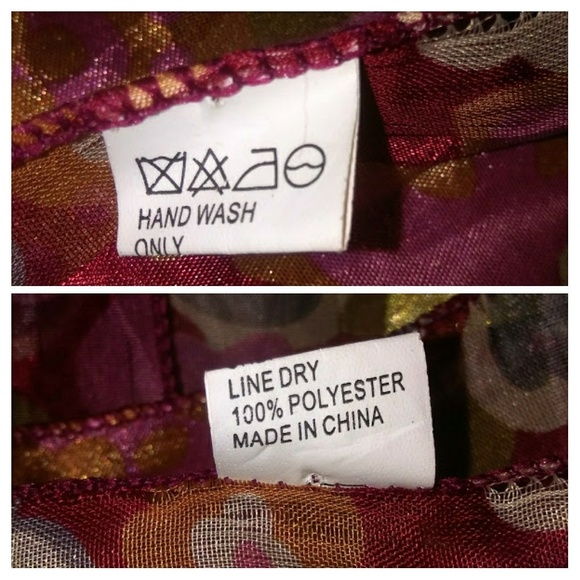 HAND WASH
ONLY
LINE DRY
100% POLYESTER
MADE IN CHINA